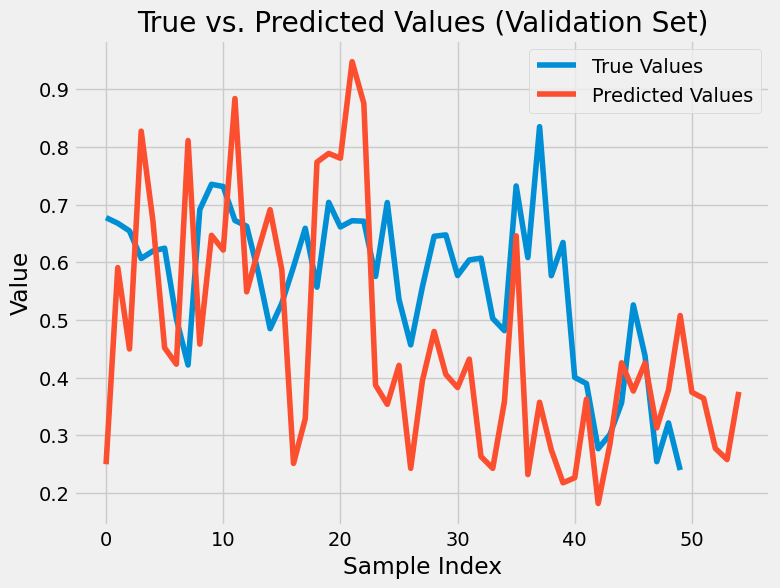 True vs. Predicted Values (Validation Set)
True Values
Predicted Values
Value
0.9
0.8
0.7
0.6
0.5
0.4
0.3
0.2
0 10 20 30 40 50
Sample Index